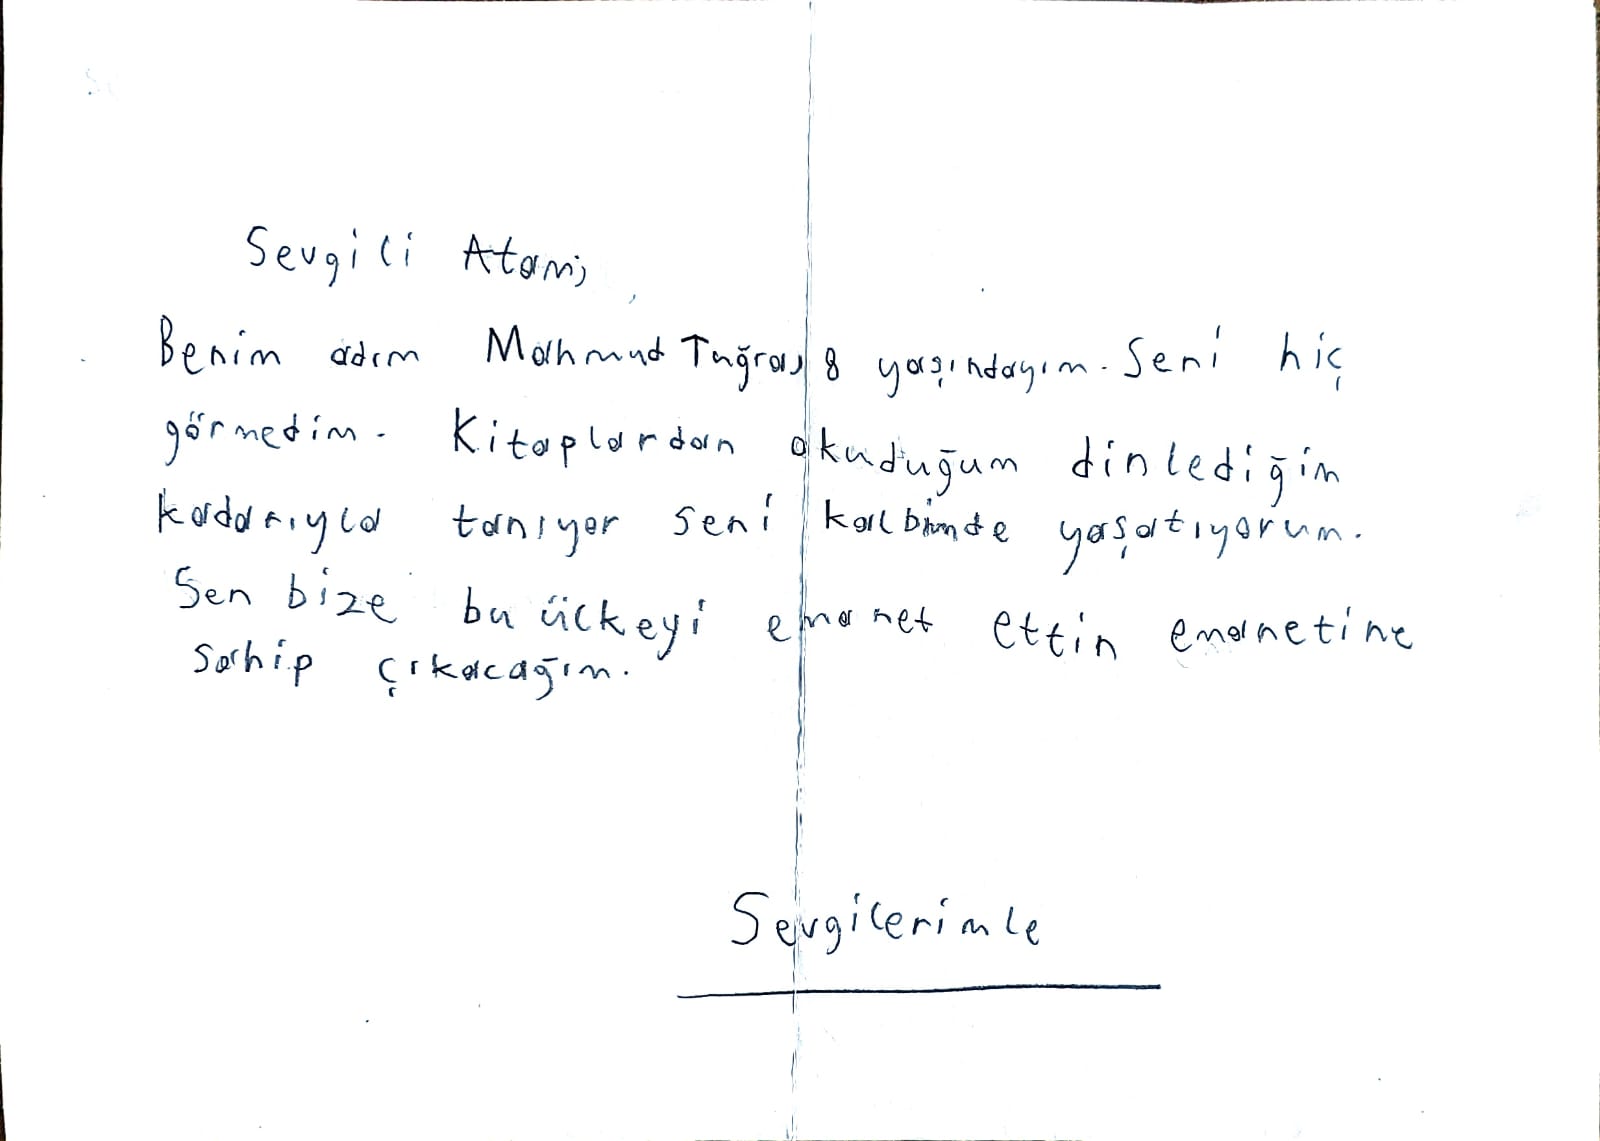 Sevgili Atam;
Benim adım Mahmud Tuğra, 8 yaşındayım. Seni hiç
görmedim. Kitaplardan okuduğum dinlediğim
kadarıyla tanıyor seni kalbimde yaşatıyorum.
Sen bize bu ülkeyi emanet ettin emanetine
sahip çıkacağım.
Sevgilerimle